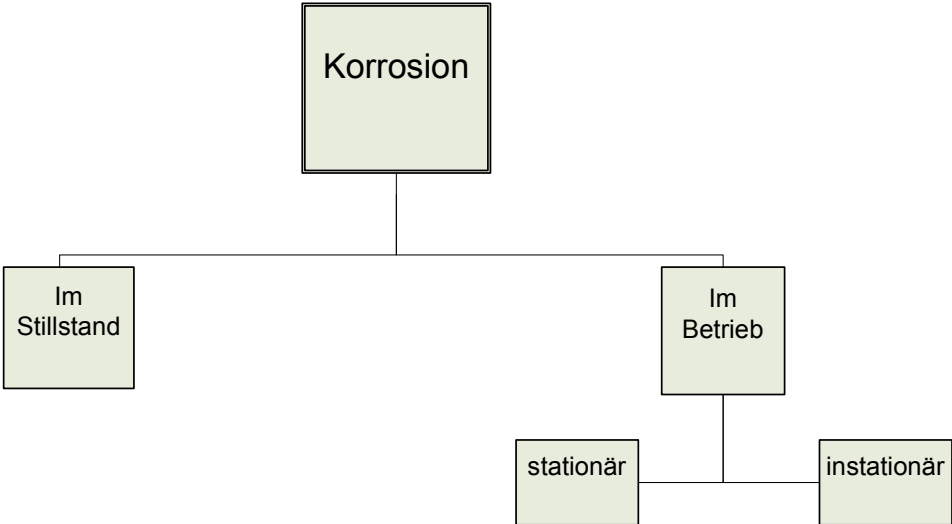 Korrosion
Im
Stillstand
Im
Betrieb
stationär
instationär